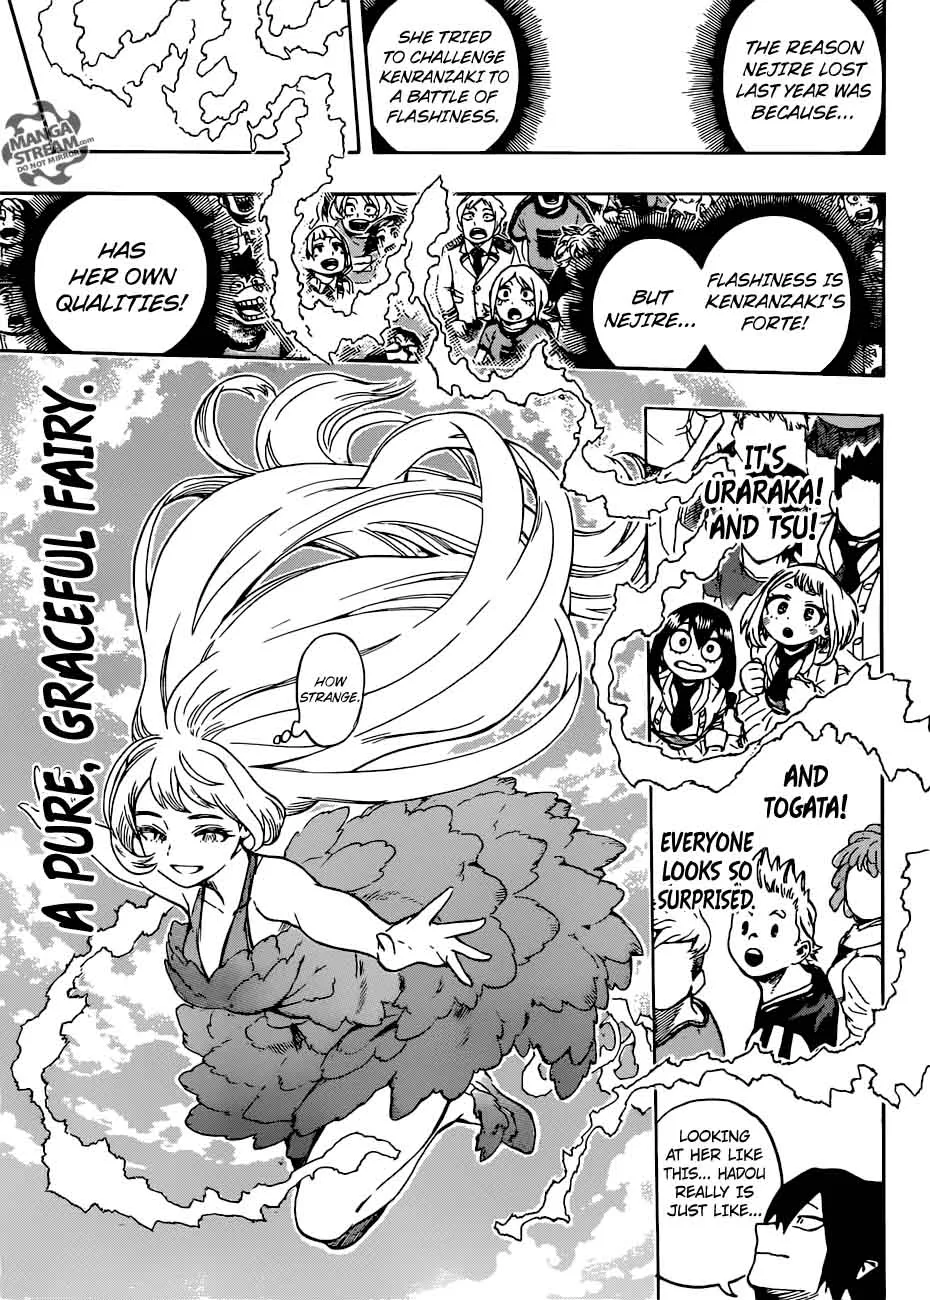 THE REASON
NEJIRE LOST
LAST YEAR WAS
BECAUSE...
SHE TRIED
TO CHALLENGE
KENRANZAKI TO
A BATTLE OF
FLASHINESS.
MANGA
STREAM.com
DO NOT MIRROR
FLASHINESS IS
KENRANZAKI'S
FORTE!
BUT
NEJIRE...
HAS
HER OWN
QUALITIES!
A PURE, GRACEFUL FAIRY.
IT'S
URARAKA!
AND TSU!
HOW
STRANGE.
AND
TOGATA!
EVERYONE
LOOKS SO
SURPRISED.
LOOKING
AT HER LIKE
THIS... HADOU
REALLY IS
JUST LIKE...